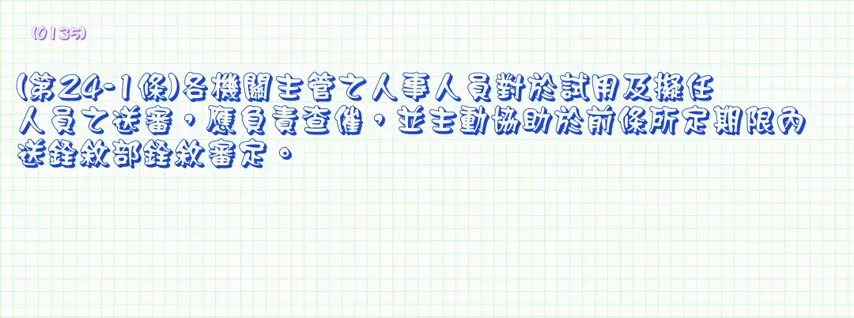 (0135)
(第24-1條)各機關主管之人事人員對於試用及擬任
人員之送審，應負責查催，並主動協助於前條所定期限內
送銓敘部銓敘審定。